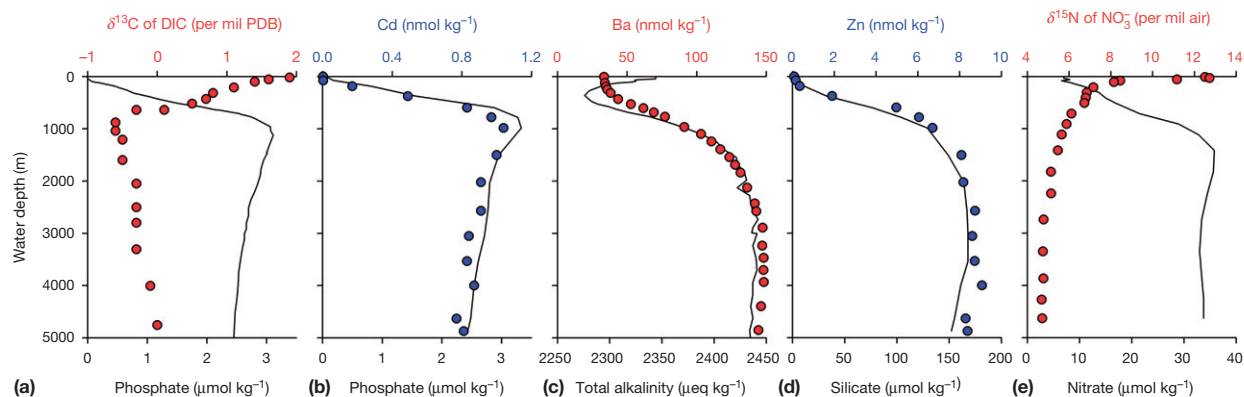 δ¹³C of DIC (per mil PDB)
Cd (nmol kg⁻¹)
Ba (nmol kg⁻¹)
Zn (nmol kg⁻¹)
δ¹⁵N of NO₃⁻ (per mil air)
−1 0 1 2
0.0 0.4 0.8 1.2
0 50 100 150
0 2 4 6 8 10
4 6 8 10 12 14
0
1000
2000
3000
4000
5000
Water depth (m)
0 1 2 3
0 1 2 3
2250 2300 2350 2400 2450
0 50 100 150 200
0 10 20 30 40
(a) Phosphate (μmol kg⁻¹)
(b) Phosphate (μmol kg⁻¹)
(c) Total alkalinity (μeq kg⁻¹)
(d) Silicate (μmol kg⁻¹)
(e) Nitrate (μmol kg⁻¹)